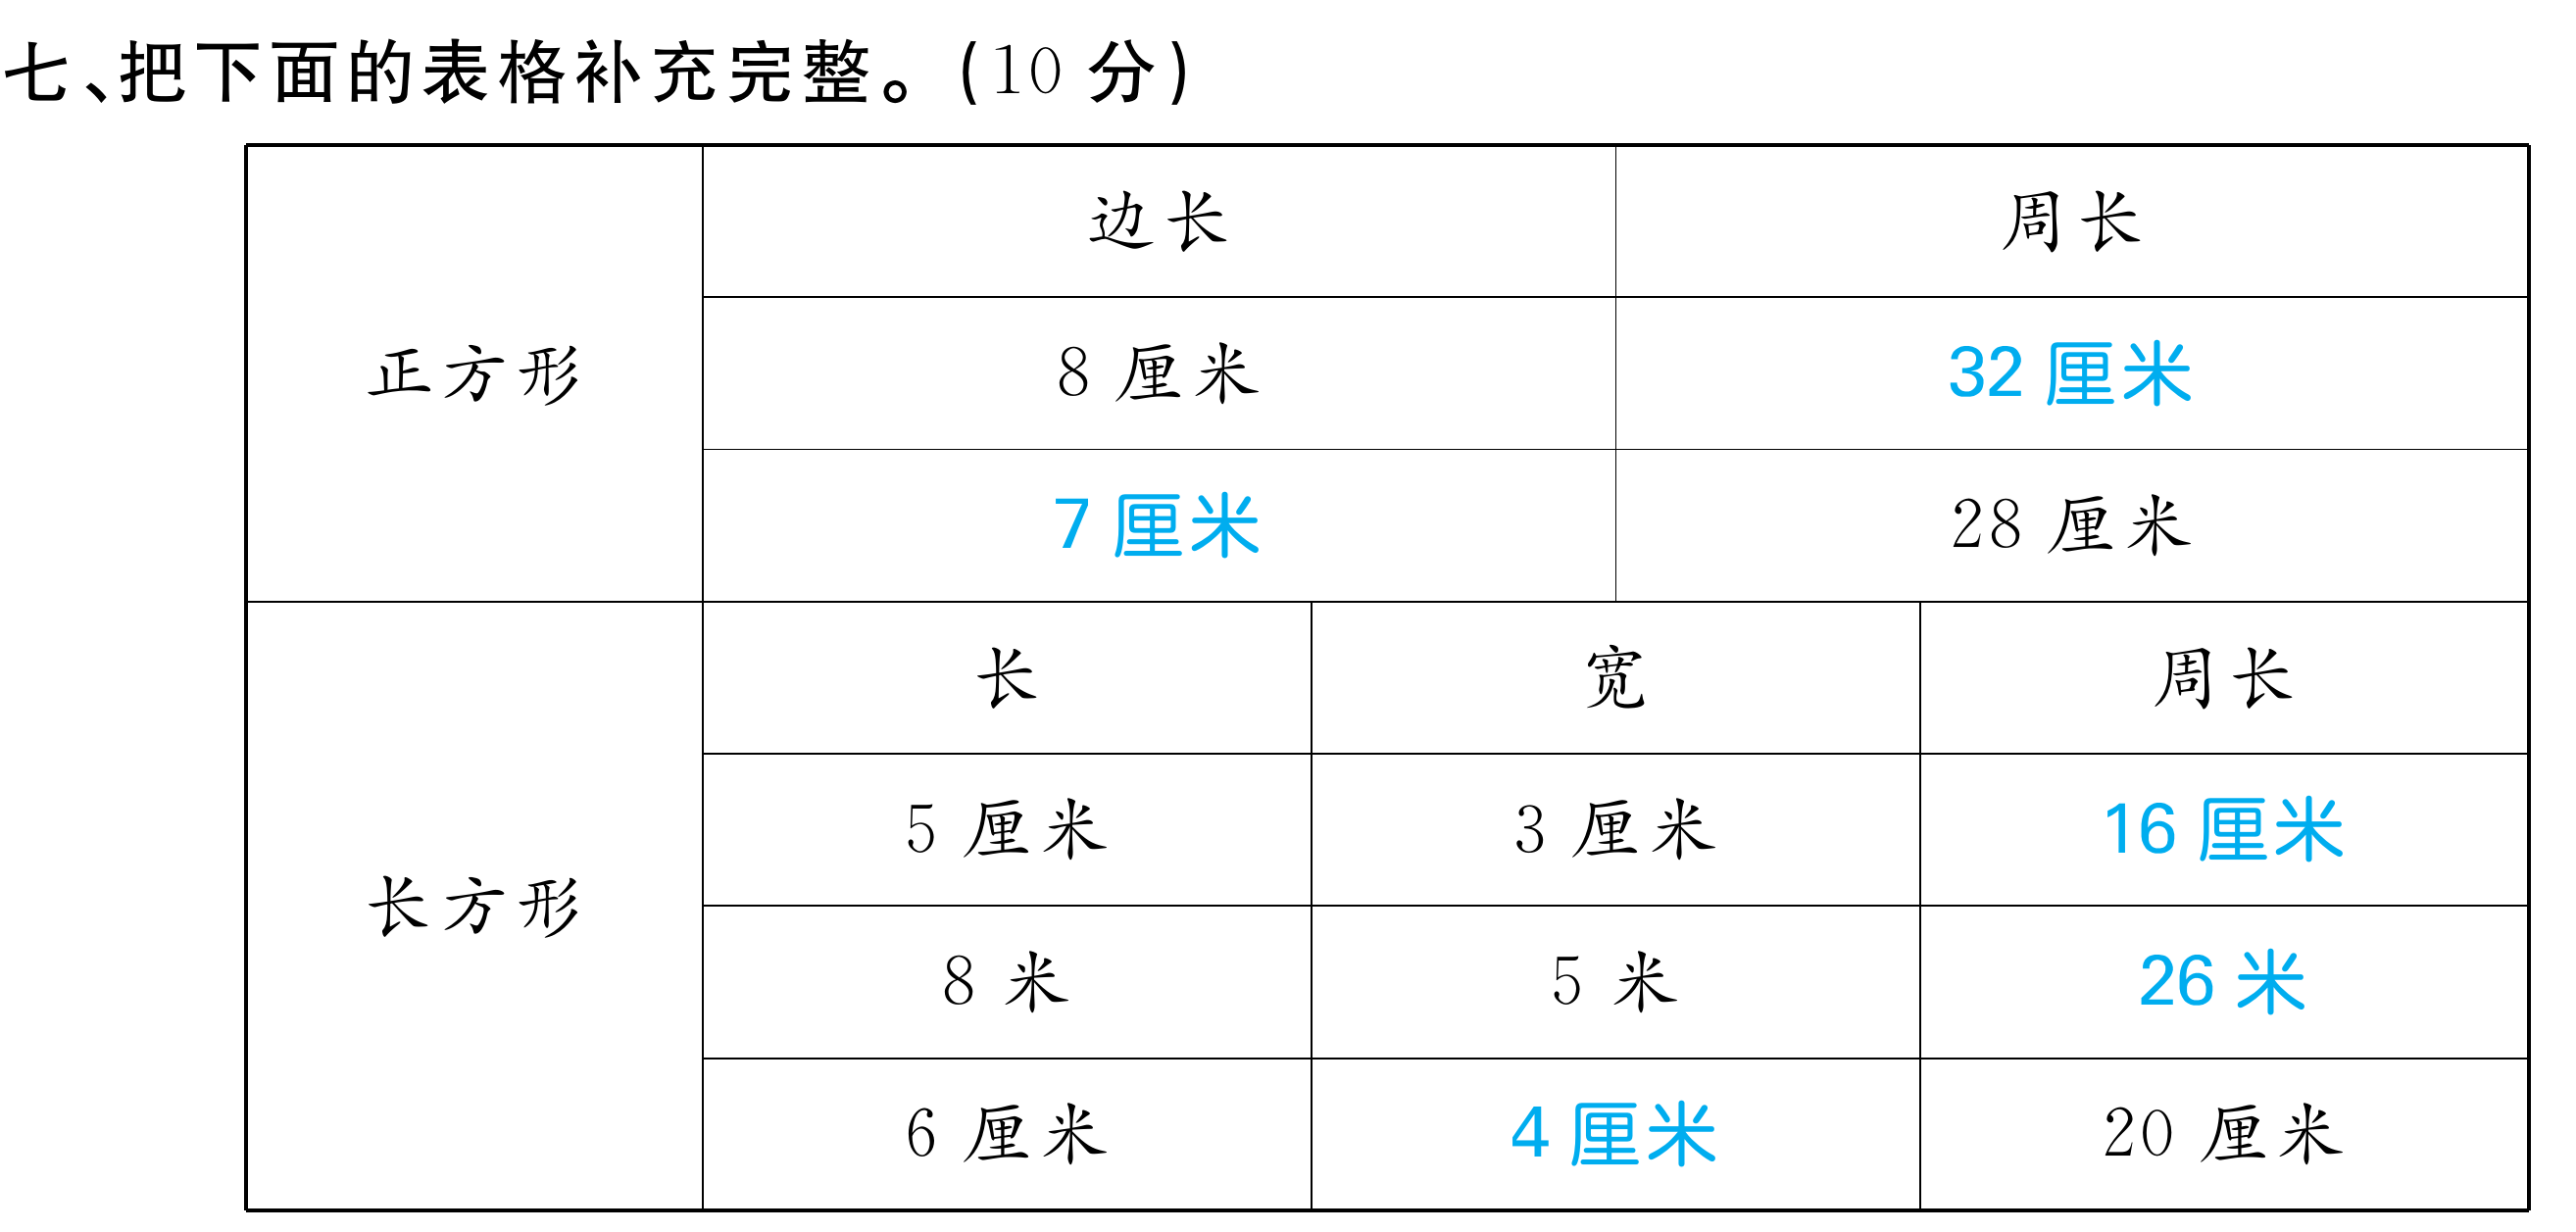 七、把下面的表格补充完整。(10 分)
正方形 边长 周长
8 厘米 32 厘米
7 厘米 28 厘米
长方形 长 宽 周长
5 厘米 3 厘米 16 厘米
8 米 5 米 26 米
6 厘米 4 厘米 20 厘米